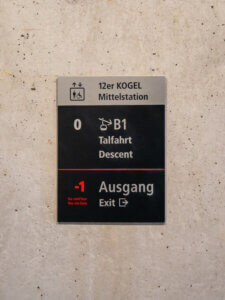 12er KOGEL
Mittelstation
0 B1
Talfahrt
Descent
-1 Ausgang
Exit